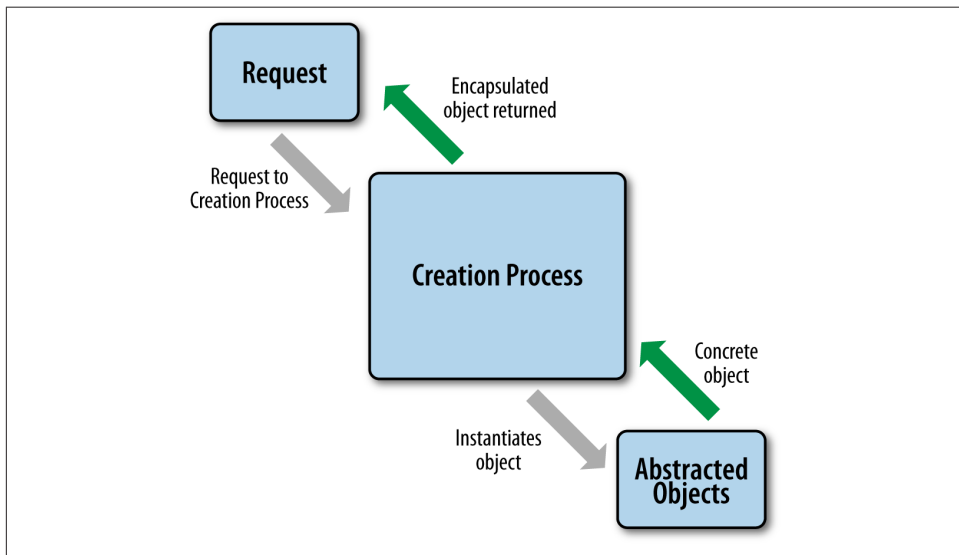 Request
Encapsulated
object returned
Request to
Creation Process
Creation Process
Concrete
object
Instantiates
object
Abstracted
Objects